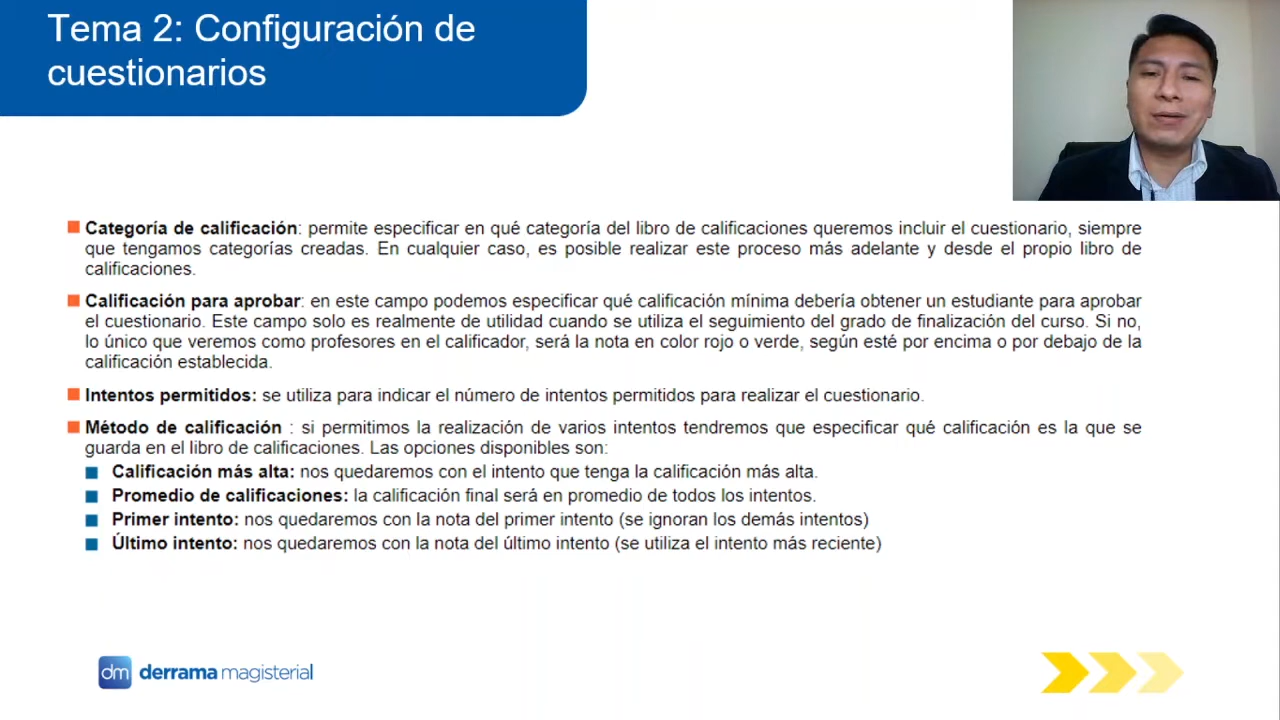 Tema 2: Configuración de
cuestionarios
Categoría de calificación: permite especificar en qué categoría del libro de calificaciones queremos incluir el cuestionario, siempre
que tengamos categorías creadas. En cualquier caso, es posible realizar este proceso más adelante y desde el propio libro de
calificaciones.
Calificación para aprobar: en este campo podemos especificar qué calificación mínima debería obtener un estudiante para aprobar
el cuestionario. Este campo solo es realmente de utilidad cuando se utiliza el seguimiento del grado de finalización del curso. Si no,
lo único que veremos como profesores en el calificador, será la nota en color rojo o verde, según esté por encima o por debajo de la
calificación establecida.
Intentos permitidos: se utiliza para indicar el número de intentos permitidos para realizar el cuestionario.
Método de calificación : si permitimos la realización de varios intentos tendremos que especificar qué calificación es la que se
guarda en el libro de calificaciones. Las opciones disponibles son:
Calificación más alta: nos quedaremos con el intento que tenga la calificación más alta.
Promedio de calificaciones: la calificación final será en promedio de todos los intentos.
Primer intento: nos quedaremos con la nota del primer intento (se ignoran los demás intentos)
Último intento: nos quedaremos con la nota del último intento (se utiliza el intento más reciente)
dm derrama magisterial